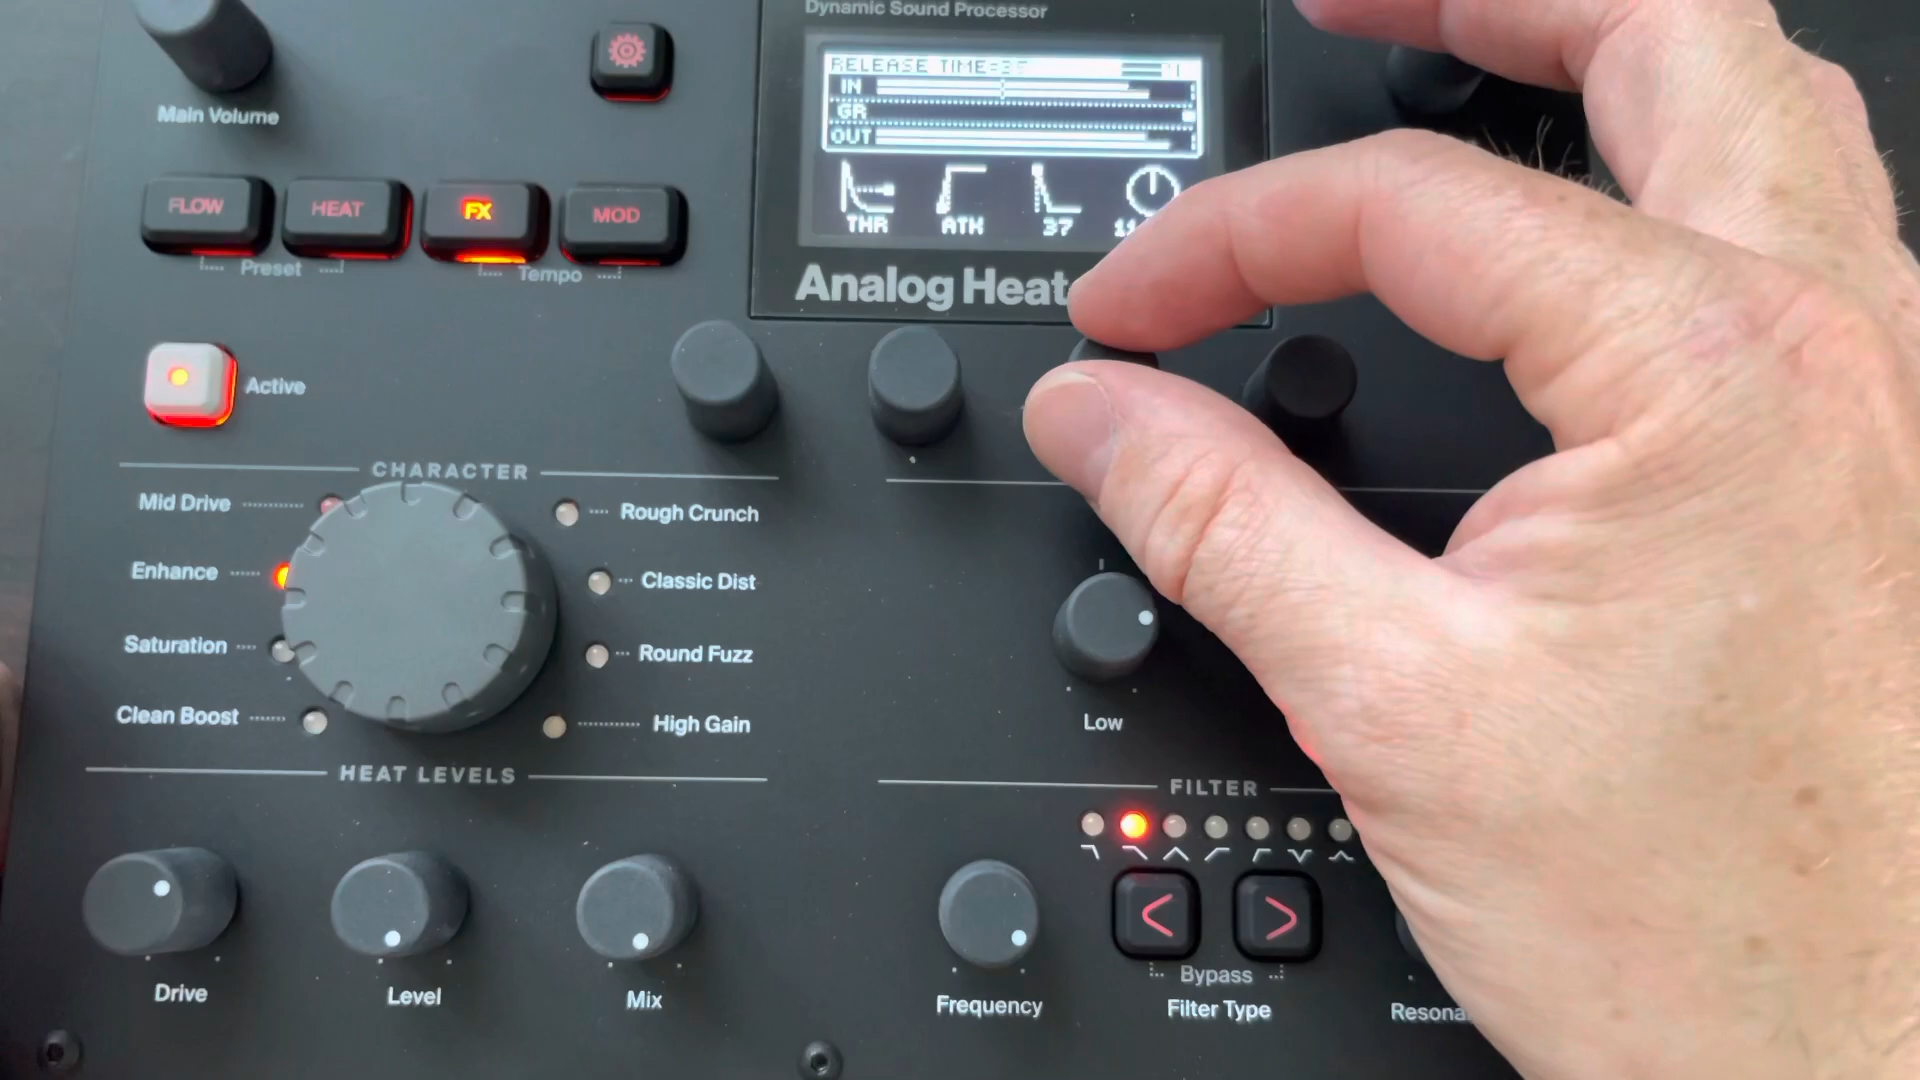 Dynamic Sound Processor
RELEASE TIME=
IN
GR
OUT
THR ATK 37
Analog Heat
Main Volume
FLOW HEAT FX MOD
Preset Tempo
Active
CHARACTER
Mid Drive Rough Crunch
Enhance Classic Dist
Saturation Round Fuzz
Clean Boost High Gain
Low
HEAT LEVELS
FILTER
< >
Bypass
Drive Level Mix Frequency Filter Type